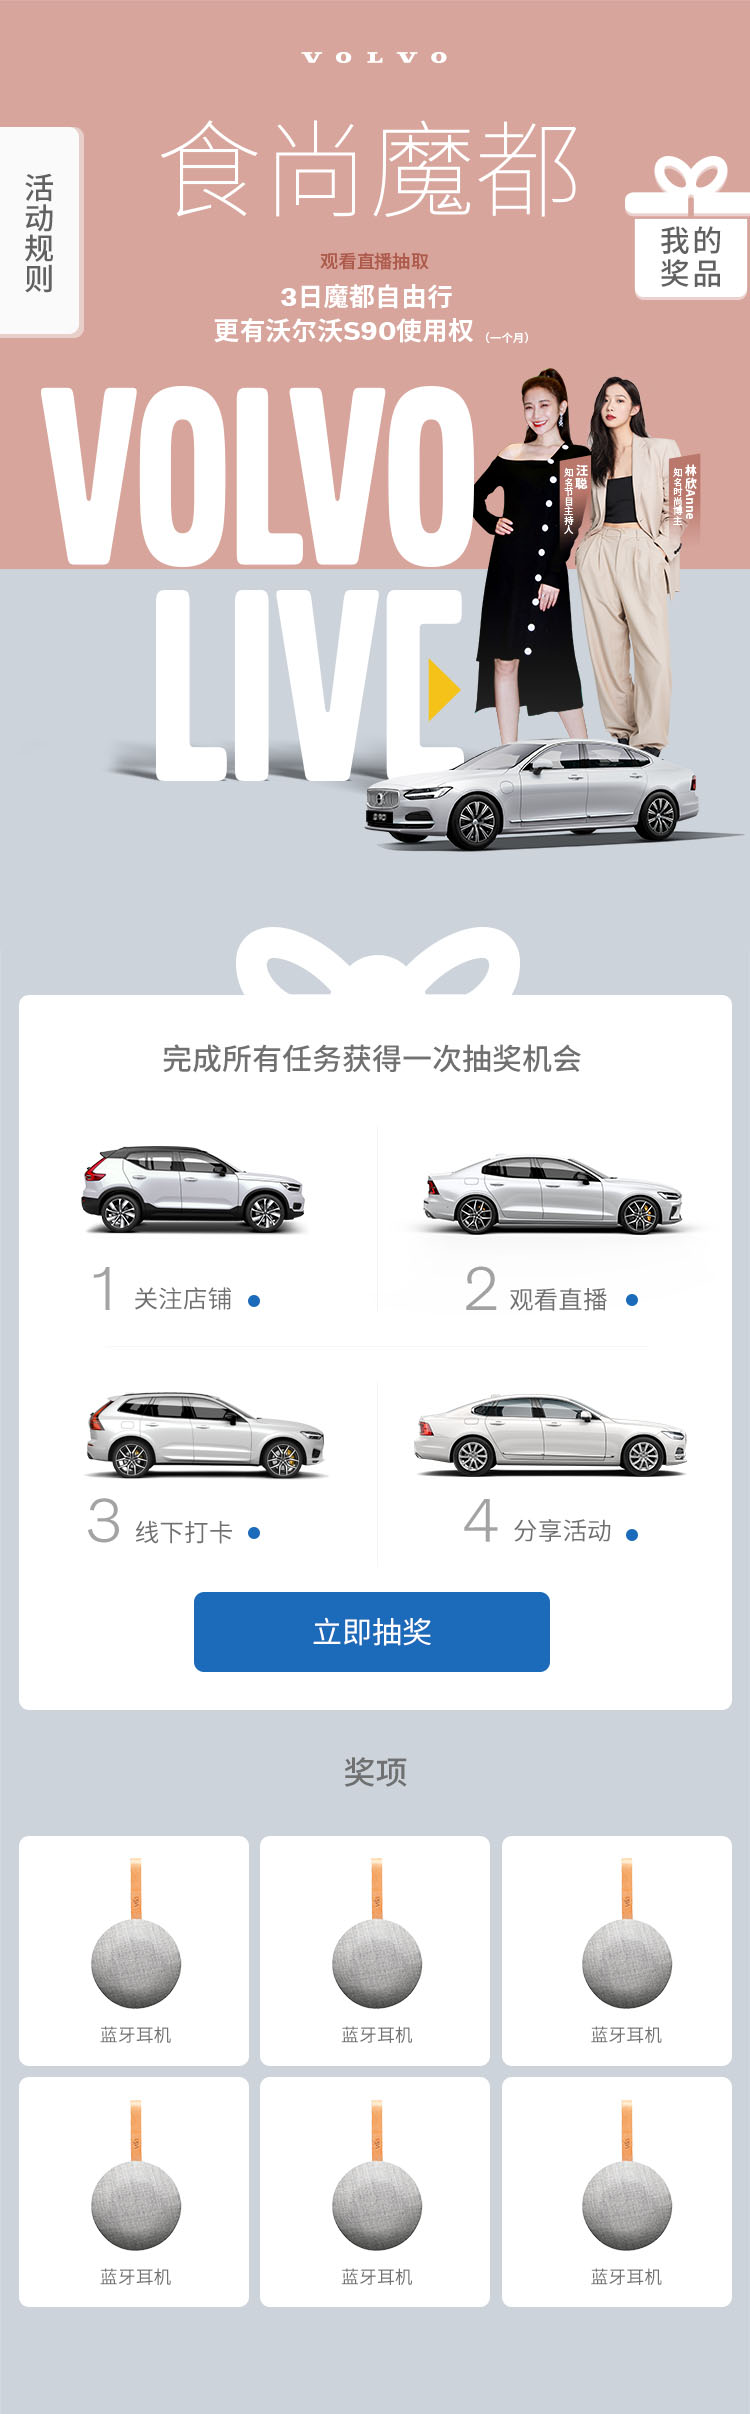 VOLVO
食尚魔都
活动规则
我的
奖品
观看直播抽取
3日魔都自由行
更有沃尔沃S90使用权 (一个月)
VOLVO
LIVE
汪聪
知名节目主持人
林欣Anne
知名时尚博主
完成所有任务获得一次抽奖机会
1 关注店铺
2 观看直播
3 线下打卡
4 分享活动
立即抽奖
奖项
蓝牙耳机
蓝牙耳机
蓝牙耳机
蓝牙耳机
蓝牙耳机
蓝牙耳机